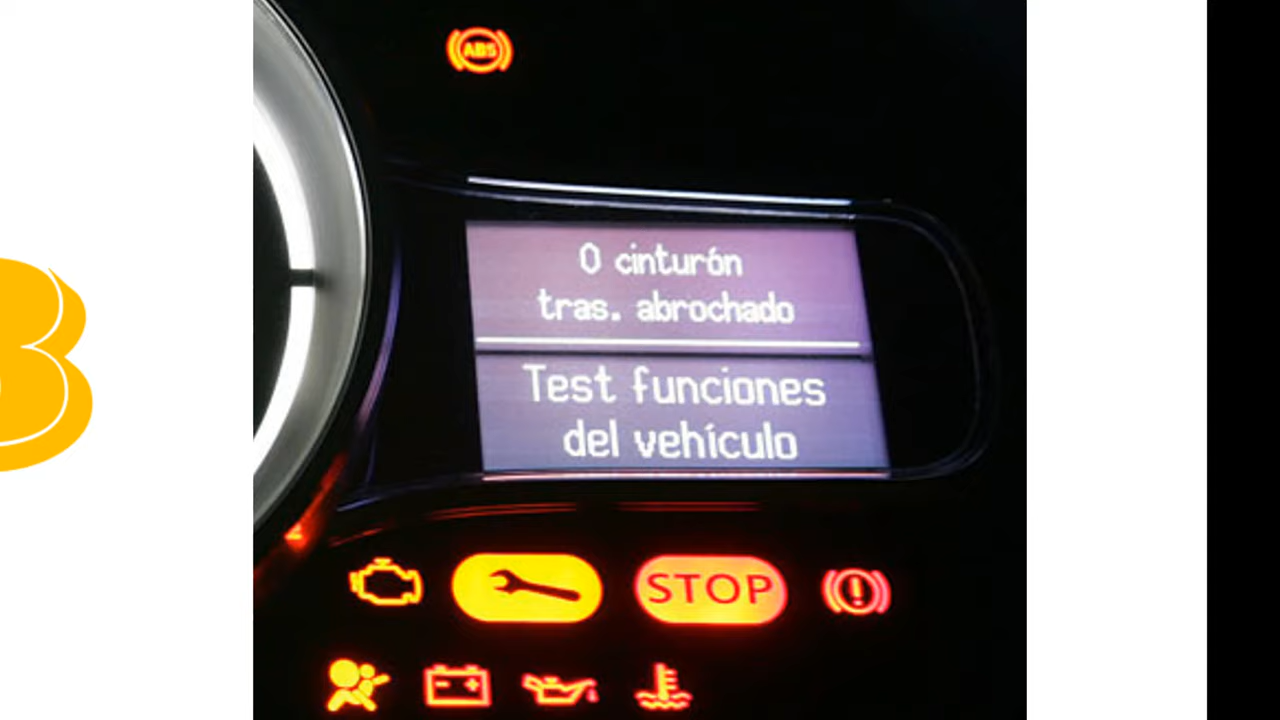 ABS
0 cinturón
tras. abrochado
Test funciones
del vehículo
STOP